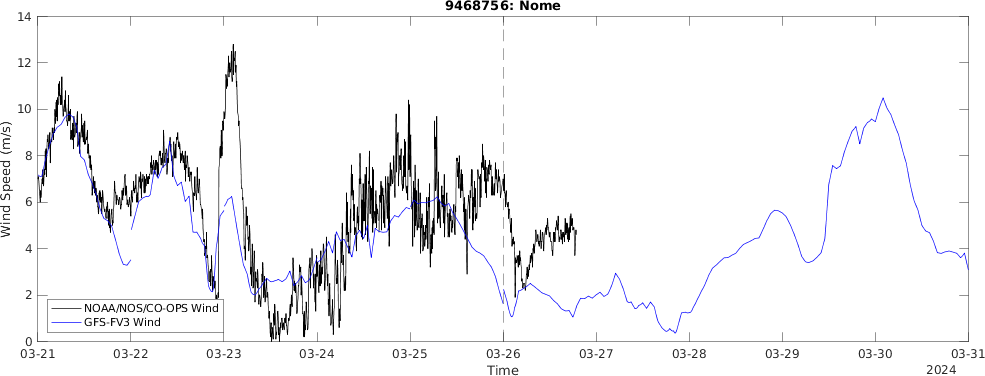 9468756: Nome
Wind Speed (m/s)
14
12
10
8
6
4
2
0
NOAA/NOS/CO-OPS Wind
GFS-FV3 Wind
03-21 03-22 03-23 03-24 03-25 03-26 03-27 03-28 03-29 03-30 03-31
Time
2024